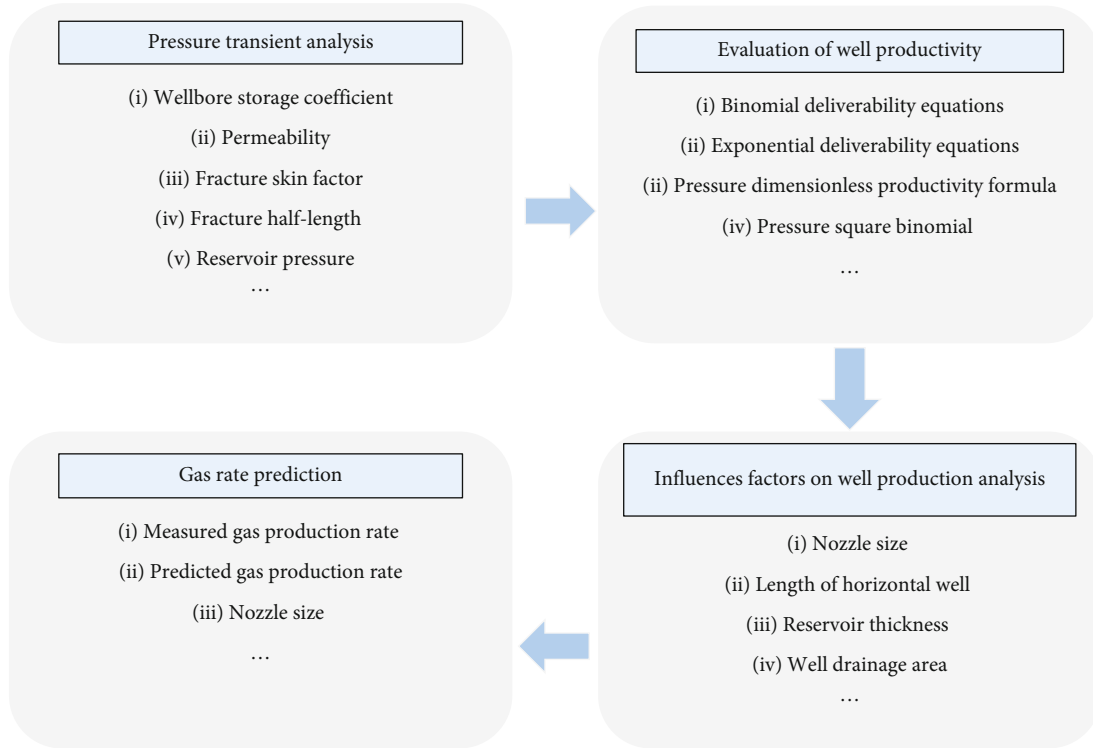 Pressure transient analysis
(i) Wellbore storage coefficient
(ii) Permeability
(iii) Fracture skin factor
(iv) Fracture half-length
(v) Reservoir pressure
…
Evaluation of well productivity
(i) Binomial deliverability equations
(ii) Exponential deliverability equations
(ii) Pressure dimensionless productivity formula
(iv) Pressure square binomial
…
Influences factors on well production analysis
(i) Nozzle size
(ii) Length of horizontal well
(iii) Reservoir thickness
(iv) Well drainage area
…
Gas rate prediction
(i) Measured gas production rate
(ii) Predicted gas production rate
(iii) Nozzle size
…